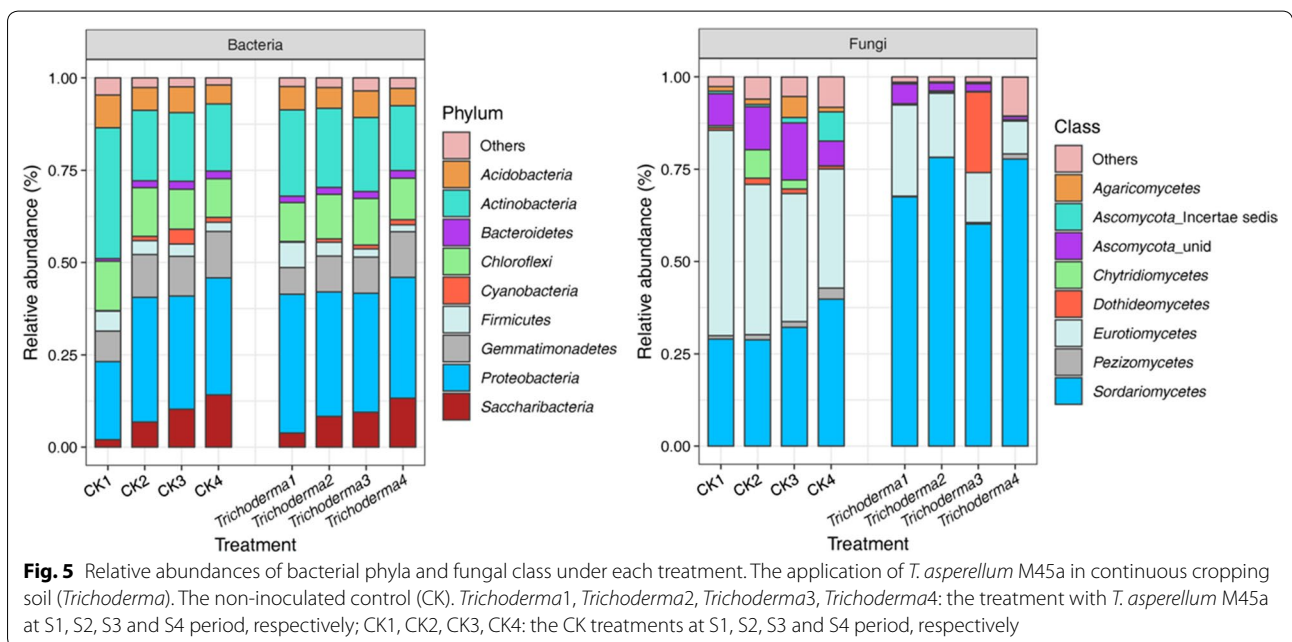 Bacteria
Relative abundance (%)
1.00
0.75
0.50
0.25
0.00
CK1
CK2
CK3
CK4
Trichoderma1
Trichoderma2
Trichoderma3
Trichoderma4
Treatment
Phylum
Others
Acidobacteria
Actinobacteria
Bacteroidetes
Chloroflexi
Cyanobacteria
Firmicutes
Gemmatimonadetes
Proteobacteria
Saccharibacteria
Fungi
Relative abundance (%)
1.00
0.75
0.50
0.25
0.00
CK1
CK2
CK3
CK4
Trichoderma1
Trichoderma2
Trichoderma3
Trichoderma4
Treatment
Class
Others
Agaricomycetes
Ascomycota_Incertae sedis
Ascomycota_unid
Chytridiomycetes
Dothideomycetes
Eurotiomycetes
Pezizomycetes
Sordariomycetes
Fig. 5 Relative abundances of bacterial phyla and fungal class under each treatment. The application of T. asperellum M45a in continuous cropping
soil (Trichoderma). The non-inoculated control (CK). Trichoderma1, Trichoderma2, Trichoderma3, Trichoderma4: the treatment with T. asperellum M45a
at S1, S2, S3 and S4 period, respectively; CK1, CK2, CK3, CK4: the CK treatments at S1, S2, S3 and S4 period, respectively